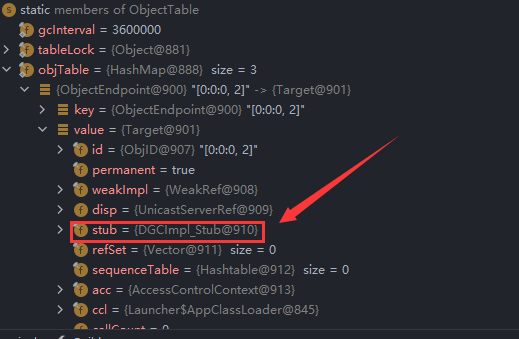 static members of ObjectTable
gcInterval = 3600000
tableLock = {Object@881}
objTable = {HashMap@888} size = 3
{ObjectEndpoint@900} "[0:0:0, 2]" -> {Target@901}
key = {ObjectEndpoint@900} "[0:0:0, 2]"
value = {Target@901}
id = {ObjID@907} "[0:0:0, 2]"
permanent = true
weakImpl = {WeakRef@908}
disp = {UnicastServerRef@909}
stub = {DGCImpl_Stub@910}
refSet = {Vector@911} size = 0
sequenceTable = {Hashtable@912} size = 0
acc = {AccessControlContext@913}
ccl = {Launcher$AppClassLoader@845}
callCount = 0